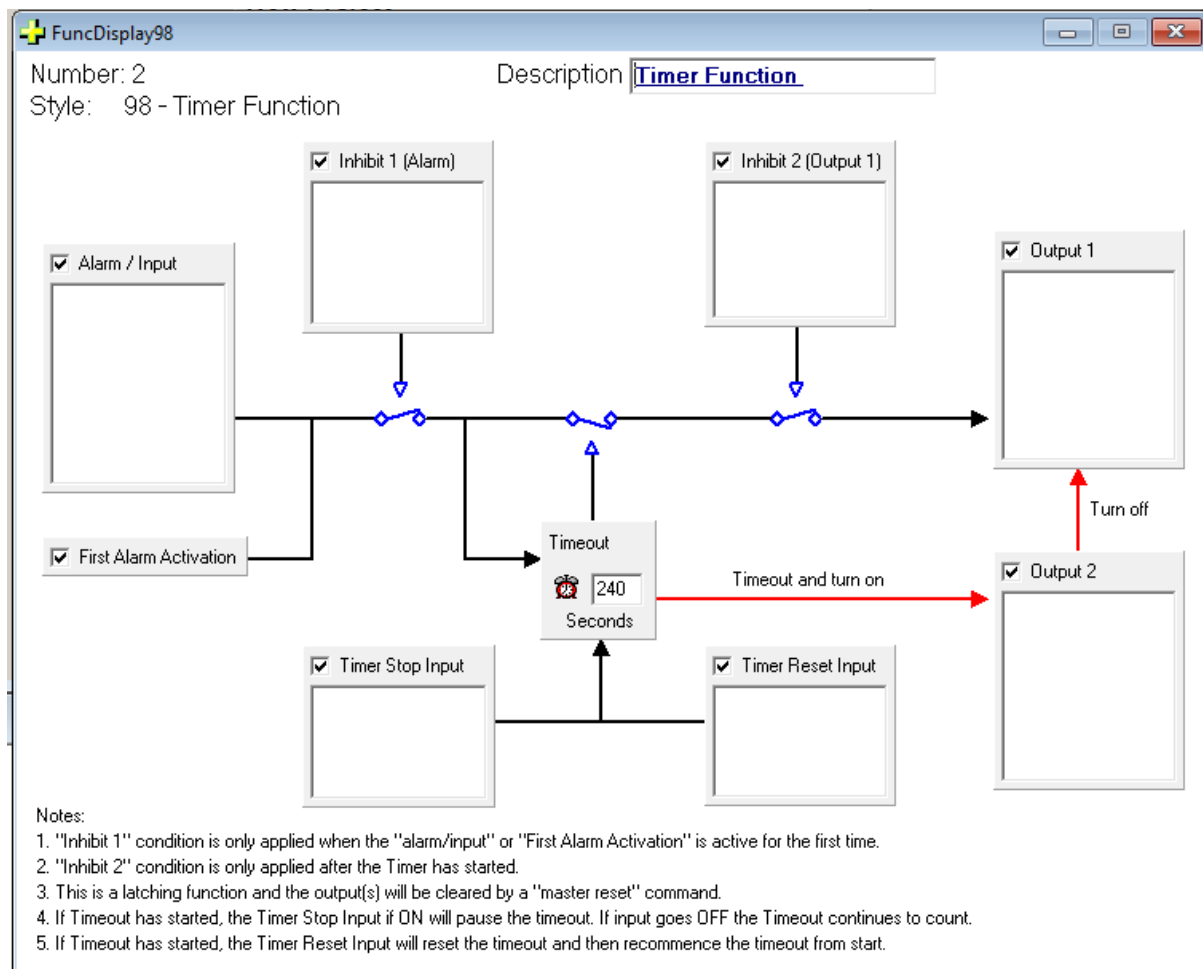 FuncDisplay98
Number: 2
Description Timer Function
Style: 98 - Timer Function
Inhibit 1 (Alarm)
Inhibit 2 (Output 1)
Alarm / Input
Output 1
First Alarm Activation
Timeout
240
Seconds
Timeout and turn on
Turn off
Output 2
Timer Stop Input
Timer Reset Input
Notes:
1. "Inhibit 1" condition is only applied when the "alarm/input" or "First Alarm Activation" is active for the first time.
2. "Inhibit 2" condition is only applied after the Timer has started.
3. This is a latching function and the output(s) will be cleared by a "master reset" command.
4. If Timeout has started, the Timer Stop Input if ON will pause the timeout. If input goes OFF the Timeout continues to count.
5. If Timeout has started, the Timer Reset Input will reset the timeout and then recommence the timeout from start.